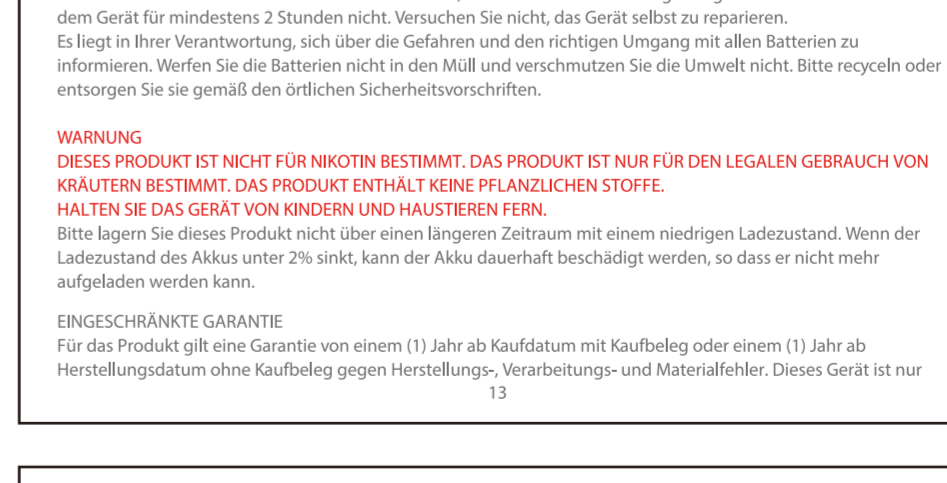 dem Gerät für mindestens 2 Stunden nicht. Versuchen Sie nicht, das Gerät selbst zu reparieren.
Es liegt in Ihrer Verantwortung, sich über die Gefahren und den richtigen Umgang mit allen Batterien zu
informieren. Werfen Sie die Batterien nicht in den Müll und verschmutzen Sie die Umwelt nicht. Bitte recyceln oder
entsorgen Sie sie gemäß den örtlichen Sicherheitsvorschriften.
WARNUNG
DIESES PRODUKT IST NICHT FÜR NIKOTIN BESTIMMT. DAS PRODUKT IST NUR FÜR DEN LEGALEN GEBRAUCH VON
KRÄUTERN BESTIMMT. DAS PRODUKT ENTHÄLT KEINE PFLANZLICHEN STOFFE.
HALTEN SIE DAS GERÄT VON KINDERN UND HAUSTIEREN FERN.
Bitte lagern Sie dieses Produkt nicht über einen längeren Zeitraum mit einem niedrigen Ladezustand. Wenn der
Ladezustand des Akkus unter 2% sinkt, kann der Akku dauerhaft beschädigt werden, so dass er nicht mehr
aufgeladen werden kann.
EINGESCHRÄNKTE GARANTIE
Für das Produkt gilt eine Garantie von einem (1) Jahr ab Kaufdatum mit Kaufbeleg oder einem (1) Jahr ab
Herstellungsdatum ohne Kaufbeleg gegen Herstellungs-, Verarbeitungs- und Materialfehler. Dieses Gerät ist nur
13